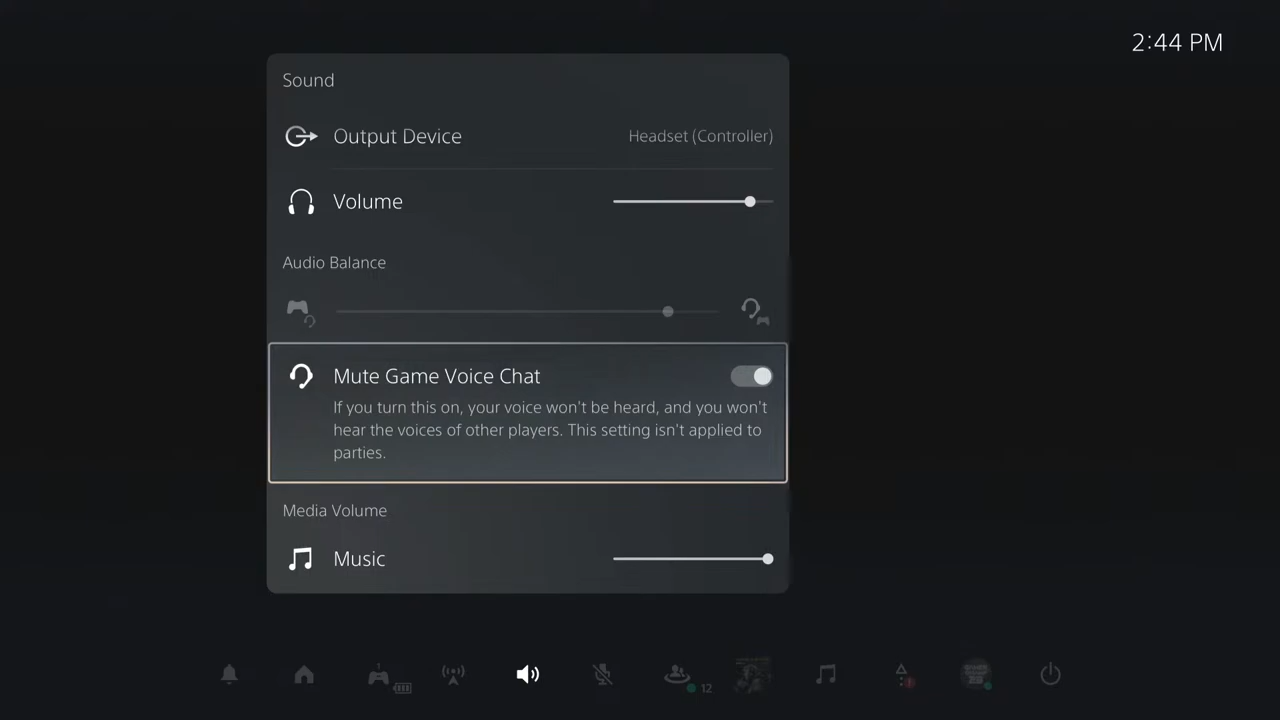 2:44 PM
Sound
Output Device Headset (Controller)
Volume
Audio Balance
Mute Game Voice Chat
If you turn this on, your voice won't be heard, and you won't
hear the voices of other players. This setting isn't applied to
parties.
Media Volume
Music
12